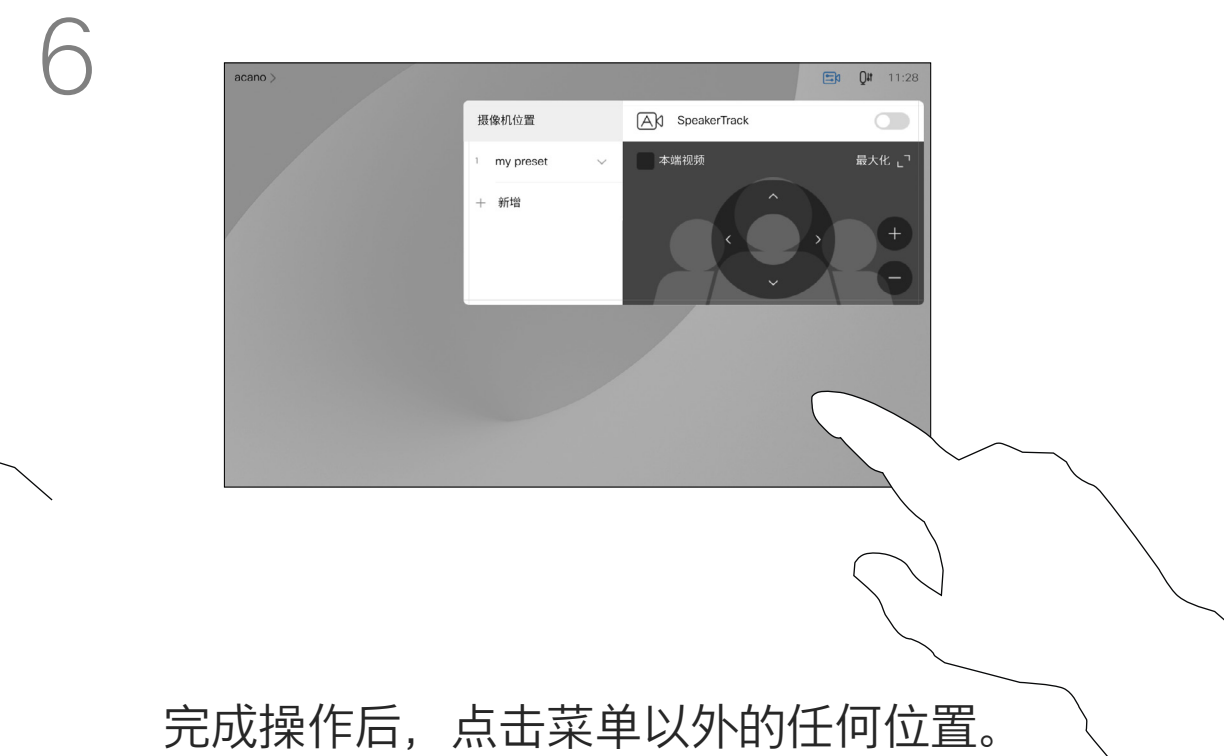 6
acano > 11:28
摄像机位置 SpeakerTrack
1 my preset 本端视频 最大化
+ 新增
完成操作后，点击菜单以外的任何位置。